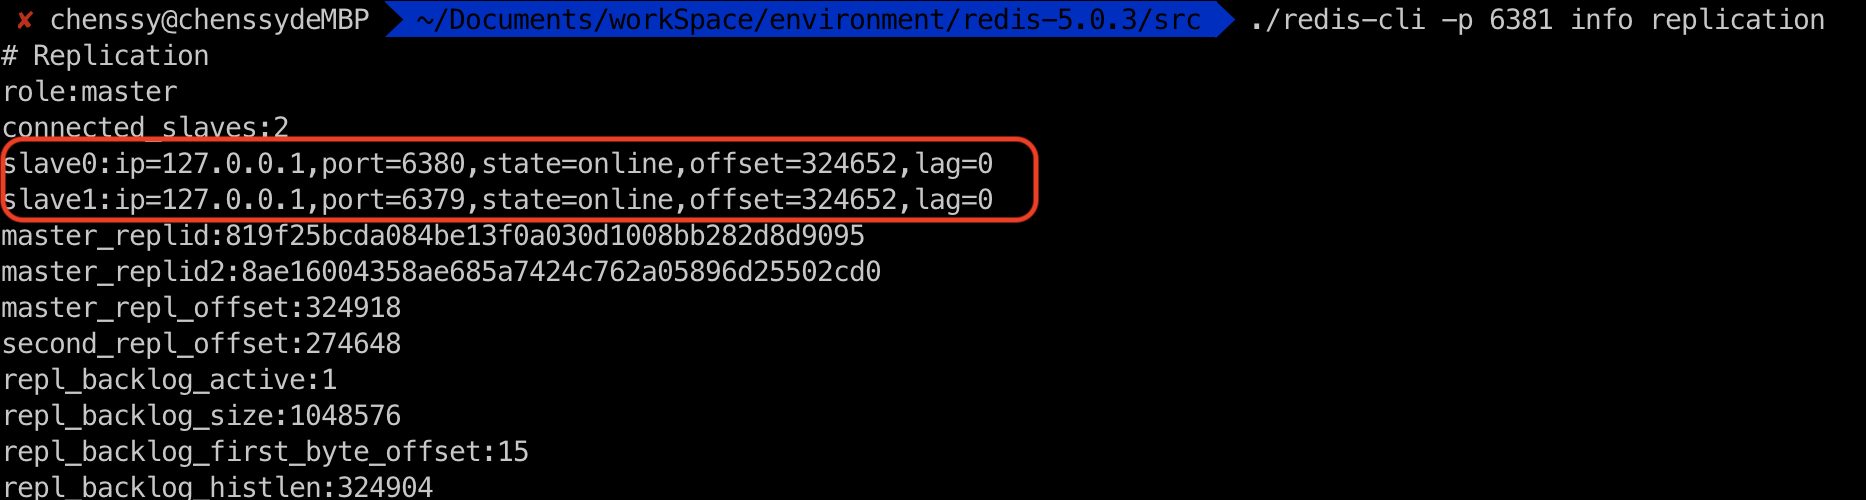 ✘ chenssy@chenssydeMBP ~/Documents/workSpace/environment/redis-5.0.3/src ./redis-cli -p 6381 info replication
# Replication
role:master
connected_slaves:2
slave0:ip=127.0.0.1,port=6380,state=online,offset=324652,lag=0
slave1:ip=127.0.0.1,port=6379,state=online,offset=324652,lag=0
master_replid:819f25bcda084be13f0a030d1008bb282d8d9095
master_replid2:8ae16004358ae685a7424c762a05896d25502cd0
master_repl_offset:324918
second_repl_offset:274648
repl_backlog_active:1
repl_backlog_size:1048576
repl_backlog_first_byte_offset:15
repl_backlog_histlen:324904